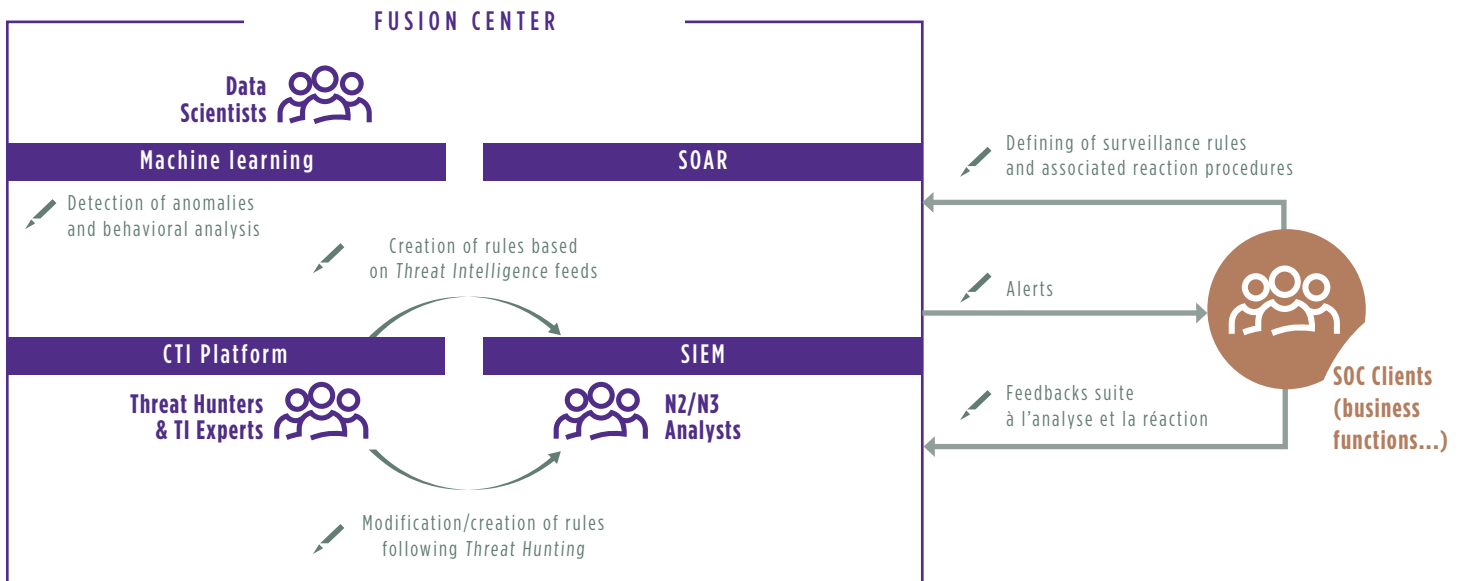 FUSION CENTER
Data
Scientists
Machine learning
SOAR
Detection of anomalies
and behavioral analysis
Creation of rules based
on Threat Intelligence feeds
CTI Platform
SIEM
Threat Hunters
& TI Experts
N2/N3
Analysts
Modification/creation of rules
following Threat Hunting
Defining of surveillance rules
and associated reaction procedures
Alerts
Feedbacks suite
à l'analyse et la réaction
SOC Clients
(business
functions...)